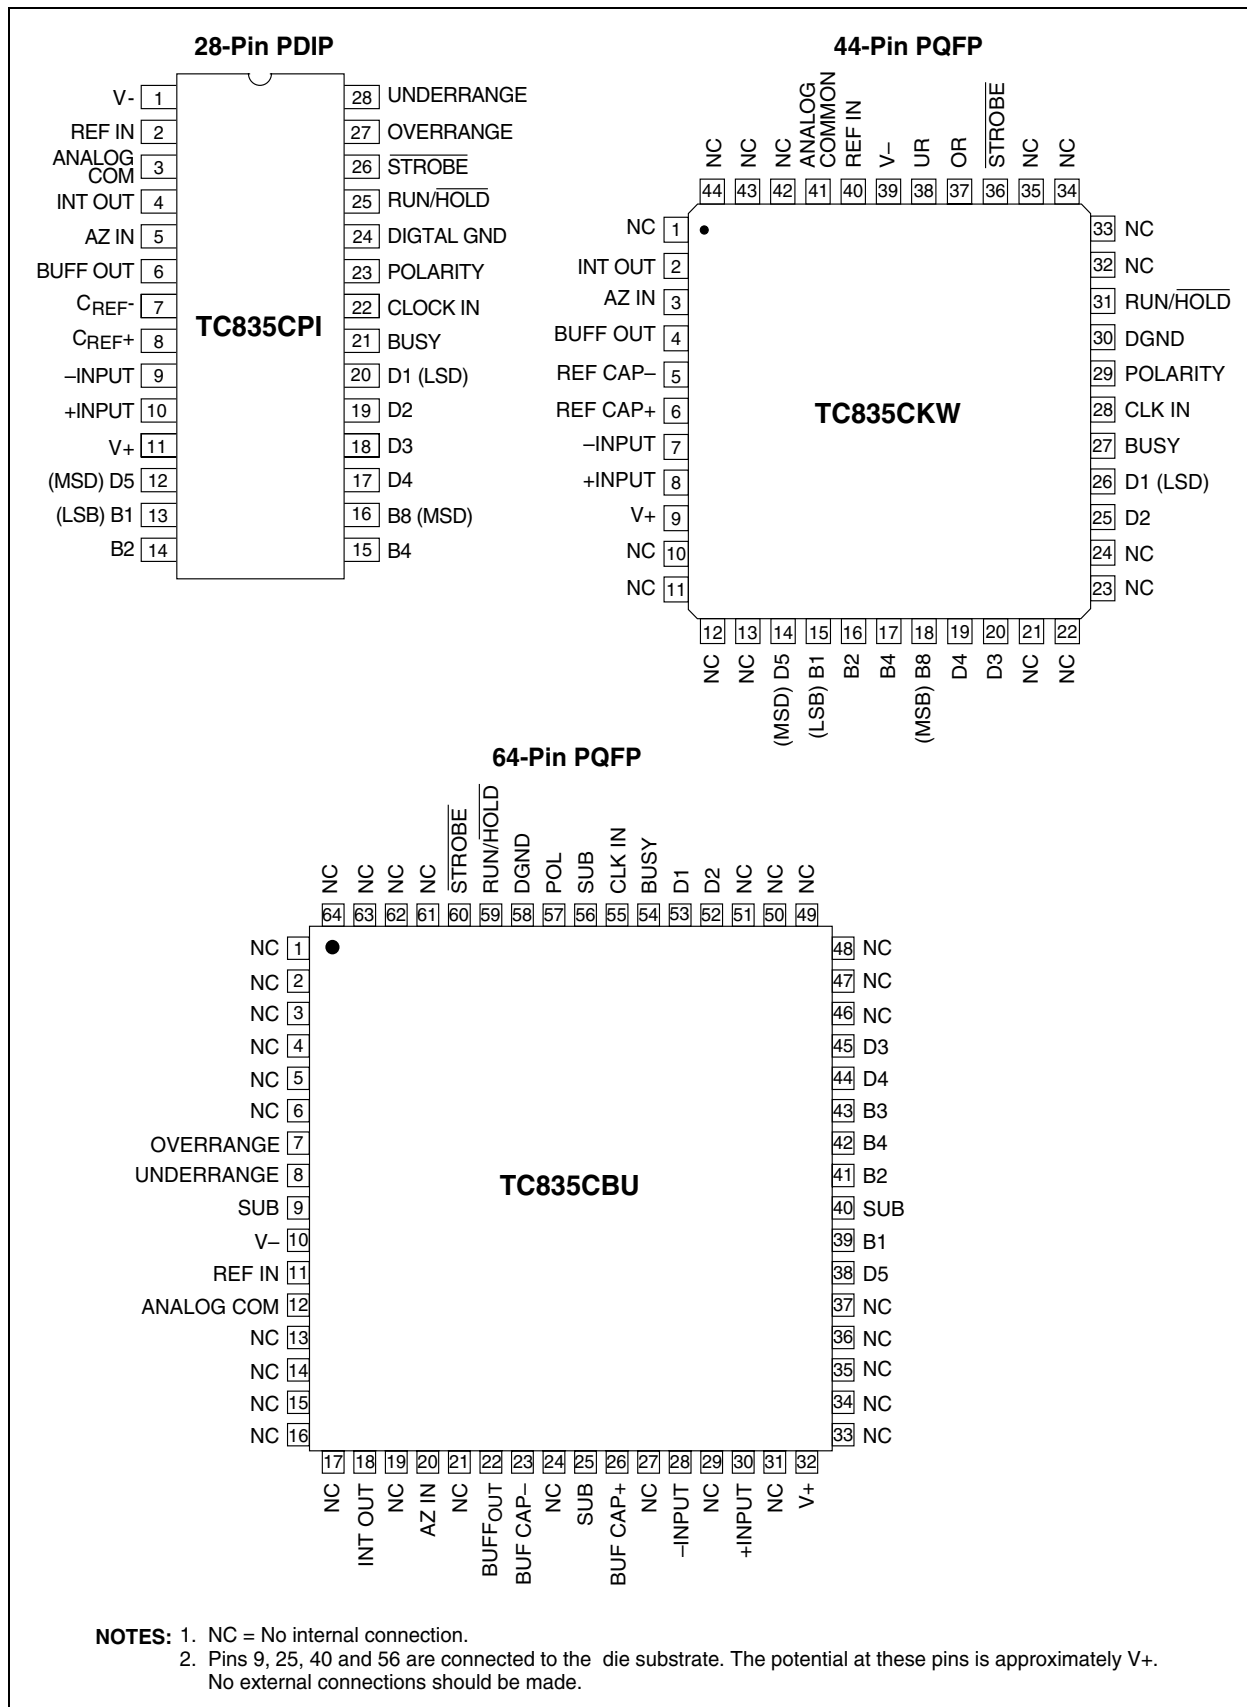 28-Pin PDIP
V- 1
REF IN 2
ANALOG COM 3
INT OUT 4
AZ IN 5
BUFF OUT 6
CREF- 7
CREF+ 8
–INPUT 9
+INPUT 10
V+ 11
(MSD) D5 12
(LSB) B1 13
B2 14
TC835CPI
28 UNDERRANGE
27 OVERRANGE
26 STROBE
25 RUN/HOLD
24 DIGTAL GND
23 POLARITY
22 CLOCK IN
21 BUSY
20 D1 (LSD)
19 D2
18 D3
17 D4
16 B8 (MSD)
15 B4
44-Pin PQFP
NC 44
NC 43
NC 42
ANALOG COMMON 41
REF IN 40
V– 39
UR 38
OR 37
STROBE 36
NC 35
NC 34
NC 1
INT OUT 2
AZ IN 3
BUFF OUT 4
REF CAP– 5
REF CAP+ 6
–INPUT 7
+INPUT 8
V+ 9
NC 10
NC 11
TC835CKW
33 NC
32 NC
31 RUN/HOLD
30 DGND
29 POLARITY
28 CLK IN
27 BUSY
26 D1 (LSD)
25 D2
24 NC
23 NC
12 NC
13 NC
14 (MSD) D5
15 (LSB) B1
16 B2
17 B4
18 (MSB) B8
19 D4
20 D3
21 NC
22 NC
64-Pin PQFP
NC 64
NC 63
NC 62
NC 61
STROBE 60
RUN/HOLD 59
DGND 58
POL 57
SUB 56
CLK IN 55
BUSY 54
D1 53
D2 52
NC 51
NC 50
NC 49
NC 1
NC 2
NC 3
NC 4
NC 5
NC 6
OVERRANGE 7
UNDERRANGE 8
SUB 9
V– 10
REF IN 11
ANALOG COM 12
NC 13
NC 14
NC 15
NC 16
TC835CBU
48 NC
47 NC
46 NC
45 D3
44 D4
43 B3
42 B4
41 B2
40 SUB
39 B1
38 D5
37 NC
36 NC
35 NC
34 NC
33 NC
17 NC
18 INT OUT
19 NC
20 AZ IN
21 NC
22 BUFFOUT
23 BUF CAP–
24 NC
25 SUB
26 BUF CAP+
27 NC
28 –INPUT
29 NC
30 +INPUT
31 NC
32 V+
NOTES: 1. NC = No internal connection.
2. Pins 9, 25, 40 and 56 are connected to the die substrate. The potential at these pins is approximately V+.
No external connections should be made.